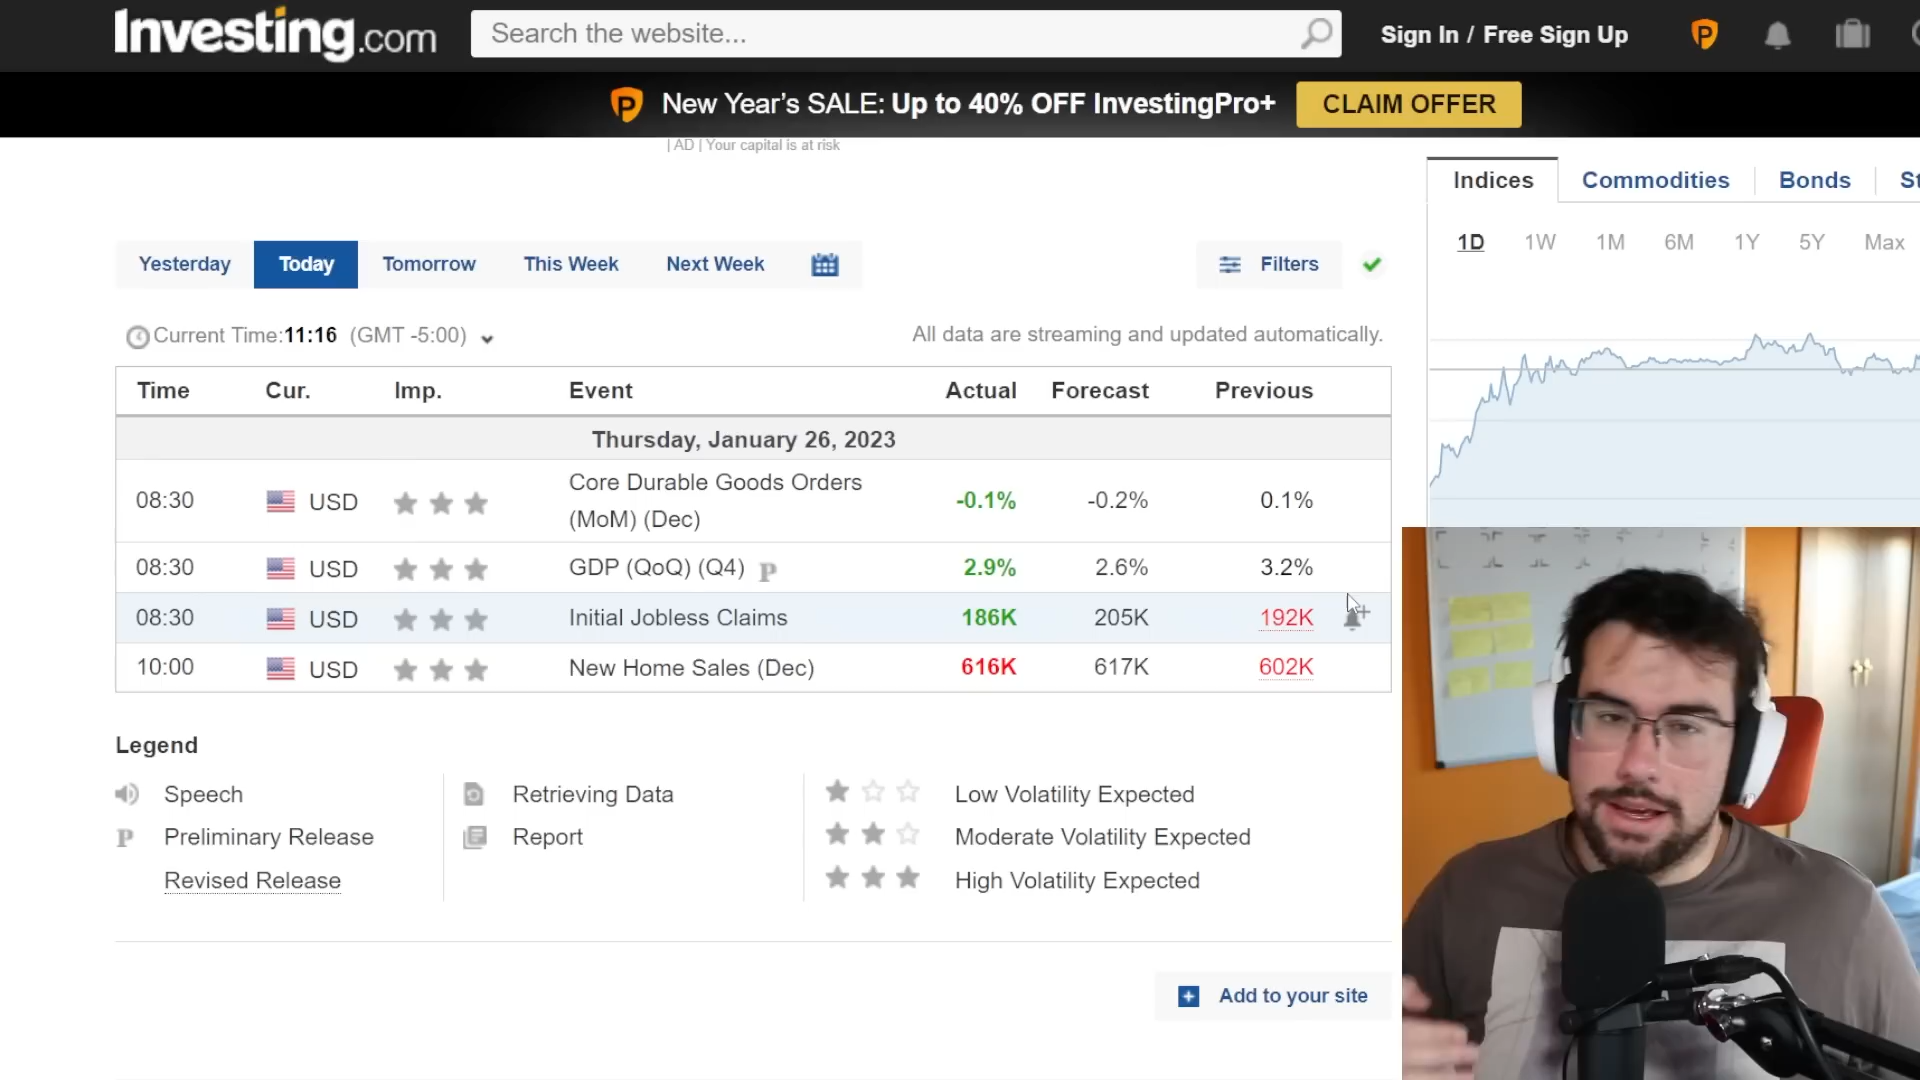 Investing.com
Search the website...
Sign In / Free Sign Up
P
P New Year's SALE: Up to 40% OFF InvestingPro+
CLAIM OFFER
| AD | Your capital is at risk
Indices
Commodities
Bonds
1D 1W 1M 6M 1Y 5Y Max
Yesterday Today Tomorrow This Week Next Week
Filters
Current Time:11:16 (GMT -5:00)
All data are streaming and updated automatically.
Time Cur. Imp. Event Actual Forecast Previous
Thursday, January 26, 2023
08:30 USD Core Durable Goods Orders
(MoM) (Dec) -0.1% -0.2% 0.1%
08:30 USD GDP (QoQ) (Q4) P 2.9% 2.6% 3.2%
08:30 USD Initial Jobless Claims 186K 205K 192K
10:00 USD New Home Sales (Dec) 616K 617K 602K
Legend
Speech
P Preliminary Release
Revised Release
Retrieving Data
Report
Low Volatility Expected
Moderate Volatility Expected
High Volatility Expected
Add to your site